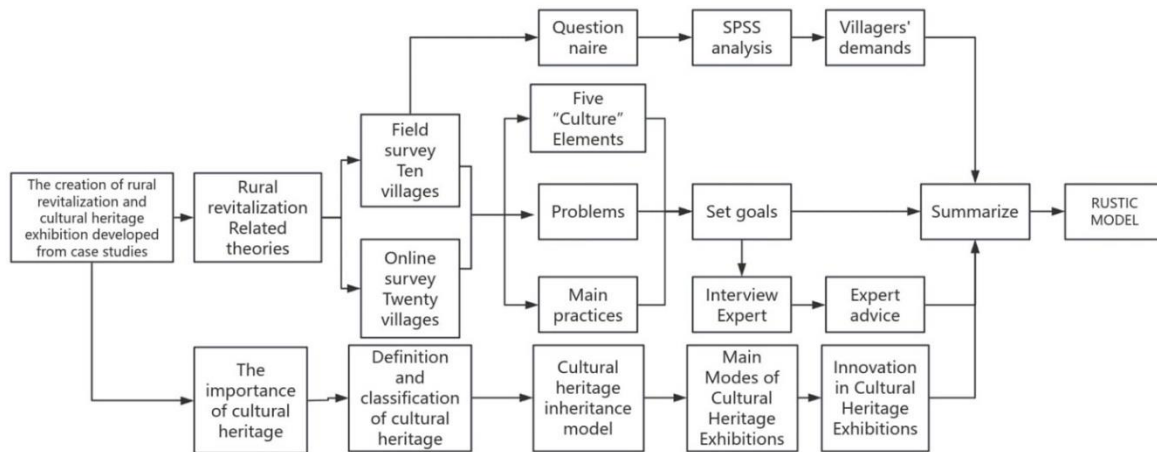 Question
naire
SPSS
analysis
Villagers'
demands
Five
“Culture”
Elements
Field
survey
Ten
villages
The creation of rural
revitalization and
cultural heritage
exhibition developed
from case studies
Rural
revitalization
Related
theories
Problems
Set goals
Summarize
RUSTIC
MODEL
Online
survey
Twenty
villages
Main
practices
Interview
Expert
Expert
advice
The
importance
of cultural
heritage
Definition
and
classification
of cultural
heritage
Cultural
heritage
inheritance
model
Main
Modes of
Cultural
Heritage
Exhibitions
Innovation
in Cultural
Heritage
Exhibitions